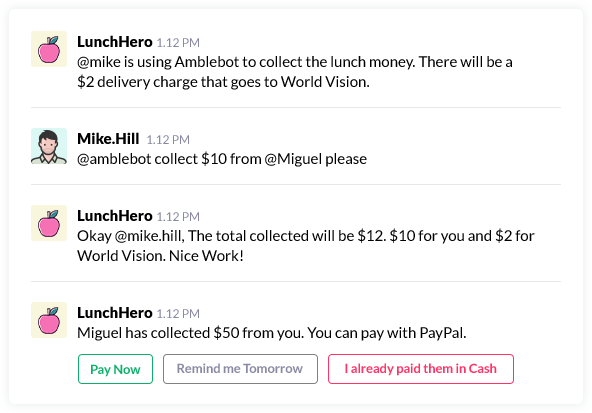 LunchHero 1.12 PM
@mike is using Amblebot to collect the lunch money. There will be a
$2 delivery charge that goes to World Vision.
Mike.Hill 1.12 PM
@amblebot collect $10 from @Miguel please
LunchHero 1.12 PM
Okay @mike.hill, The total collected will be $12. $10 for you and $2 for
World Vision. Nice Work!
LunchHero 1.12 PM
Miguel has collected $50 from you. You can pay with PayPal.
Pay Now Remind me Tomorrow I already paid them in Cash